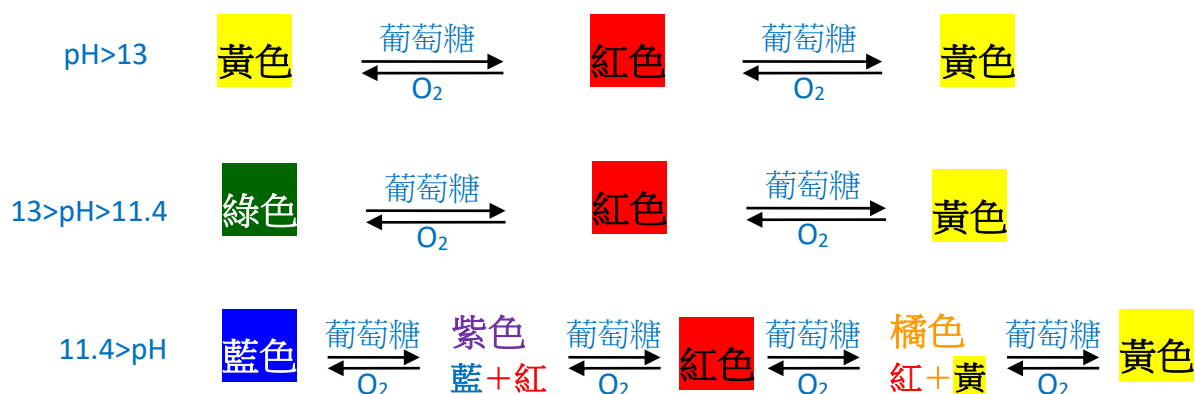 pH>13 黃色 葡萄糖 O₂ 紅色 葡萄糖 O₂ 黃色
13>pH>11.4 綠色 葡萄糖 O₂ 紅色 葡萄糖 O₂ 黃色
11.4>pH 藍色 葡萄糖 O₂ 紫色 藍+紅 葡萄糖 O₂ 紅色 葡萄糖 O₂ 橘色 紅+黃 葡萄糖 O₂ 黃色